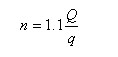 n = 1.1 Q/q